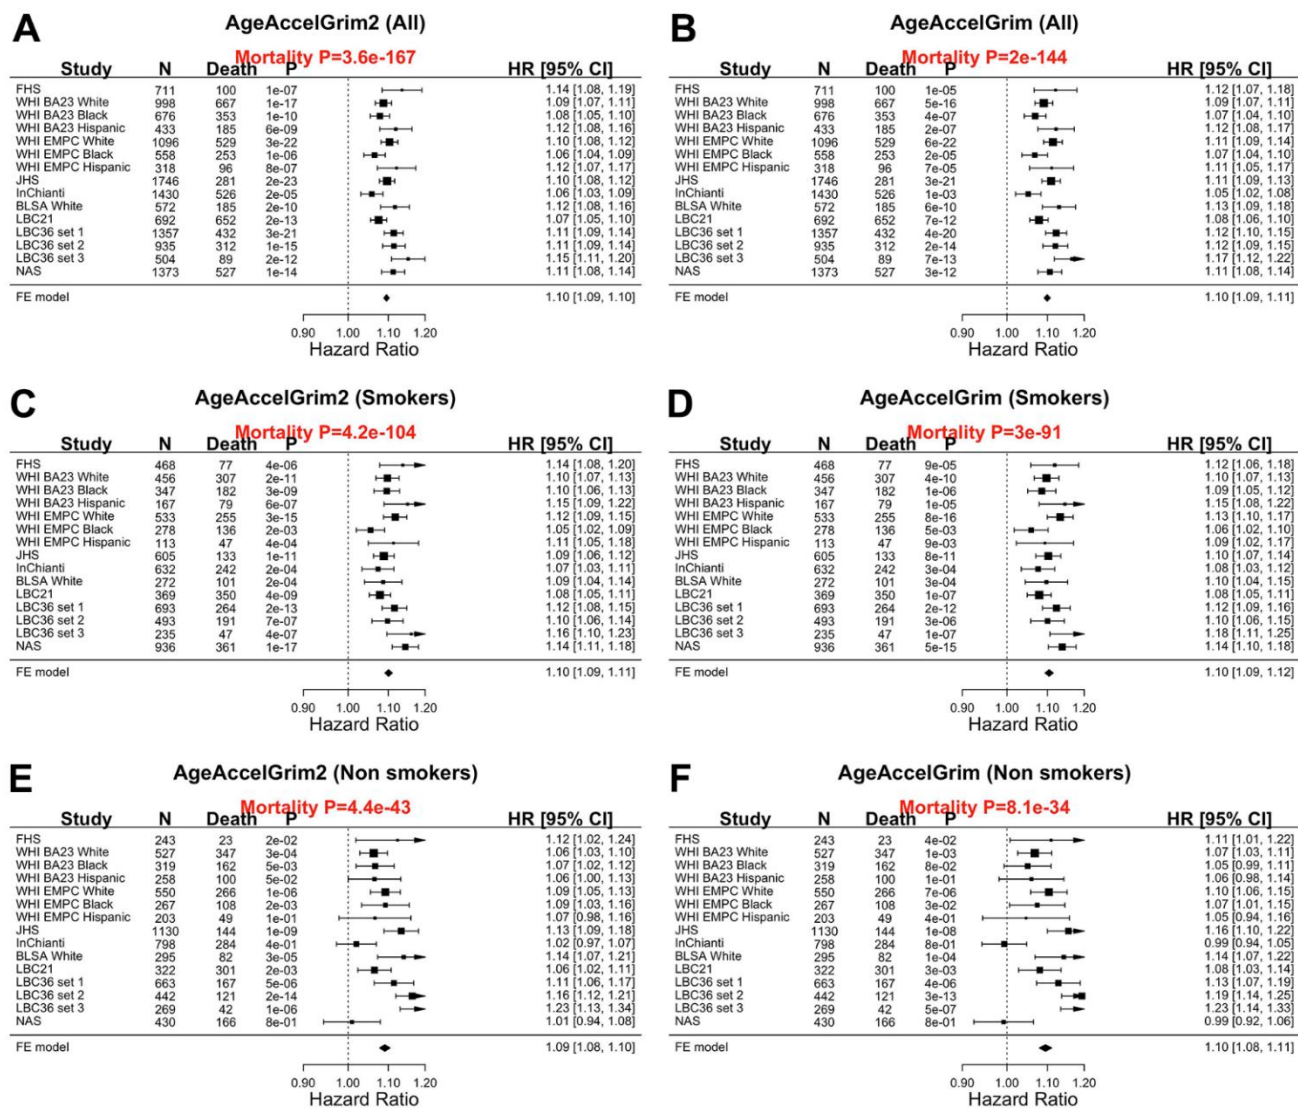 A
AgeAccelGrim2 (All)
Mortality P=3.6e-167
Study N Death P HR [95% CI]
FHS 711 100 1e-07 1.14 [1.08, 1.19]
WHI BA23 White 998 667 1e-17 1.09 [1.07, 1.11]
WHI BA23 Black 676 353 1e-10 1.08 [1.05, 1.10]
WHI BA23 Hispanic 433 185 6e-09 1.12 [1.08, 1.16]
WHI EMPC White 1096 529 3e-22 1.10 [1.08, 1.12]
WHI EMPC Black 558 253 1e-06 1.06 [1.04, 1.09]
WHI EMPC Hispanic 318 96 8e-07 1.12 [1.07, 1.17]
JHS 1746 281 2e-23 1.10 [1.08, 1.12]
InChianti 1430 526 2e-05 1.06 [1.03, 1.09]
BLSA White 572 185 2e-10 1.12 [1.08, 1.16]
LBC21 692 652 2e-13 1.07 [1.05, 1.10]
LBC36 set 1 1357 432 3e-21 1.11 [1.09, 1.14]
LBC36 set 2 935 312 1e-15 1.11 [1.09, 1.14]
LBC36 set 3 504 89 2e-12 1.15 [1.11, 1.20]
NAS 1373 527 1e-14 1.11 [1.08, 1.14]
FE model 1.10 [1.09, 1.10]
0.90 1.00 1.10 1.20
Hazard Ratio
B
AgeAccelGrim (All)
Mortality P=2e-144
Study N Death P HR [95% CI]
FHS 711 100 1e-05 1.12 [1.07, 1.18]
WHI BA23 White 998 667 5e-16 1.09 [1.07, 1.11]
WHI BA23 Black 676 353 4e-07 1.07 [1.04, 1.10]
WHI BA23 Hispanic 433 185 2e-07 1.12 [1.08, 1.17]
WHI EMPC White 1096 529 6e-22 1.11 [1.09, 1.14]
WHI EMPC Black 558 253 2e-05 1.07 [1.04, 1.10]
WHI EMPC Hispanic 318 96 7e-05 1.11 [1.05, 1.17]
JHS 1746 281 3e-21 1.11 [1.09, 1.13]
InChianti 1430 526 1e-03 1.05 [1.02, 1.08]
BLSA White 572 185 6e-10 1.13 [1.09, 1.18]
LBC21 692 652 7e-12 1.08 [1.06, 1.10]
LBC36 set 1 1357 432 4e-20 1.12 [1.10, 1.15]
LBC36 set 2 935 312 2e-14 1.12 [1.09, 1.15]
LBC36 set 3 504 89 7e-13 1.17 [1.12, 1.22]
NAS 1373 527 3e-12 1.11 [1.08, 1.14]
FE model 1.10 [1.09, 1.11]
0.90 1.00 1.10 1.20
Hazard Ratio
C
AgeAccelGrim2 (Smokers)
Mortality P=4.2e-104
Study N Death P HR [95% CI]
FHS 468 77 4e-06 1.14 [1.08, 1.20]
WHI BA23 White 456 307 2e-11 1.10 [1.07, 1.13]
WHI BA23 Black 347 182 3e-09 1.10 [1.06, 1.13]
WHI BA23 Hispanic 167 79 6e-07 1.15 [1.09, 1.22]
WHI EMPC White 533 255 3e-15 1.12 [1.09, 1.15]
WHI EMPC Black 278 136 2e-03 1.05 [1.02, 1.09]
WHI EMPC Hispanic 113 47 4e-04 1.11 [1.05, 1.18]
JHS 605 133 1e-11 1.09 [1.06, 1.12]
InChianti 632 242 2e-04 1.07 [1.03, 1.11]
BLSA White 272 101 2e-04 1.09 [1.04, 1.14]
LBC21 369 350 4e-09 1.08 [1.05, 1.11]
LBC36 set 1 693 264 2e-13 1.12 [1.08, 1.15]
LBC36 set 2 493 191 7e-07 1.10 [1.06, 1.14]
LBC36 set 3 235 47 4e-07 1.16 [1.10, 1.23]
NAS 936 361 1e-17 1.14 [1.11, 1.18]
FE model 1.10 [1.09, 1.11]
0.90 1.00 1.10 1.20
Hazard Ratio
D
AgeAccelGrim (Smokers)
Mortality P=3e-91
Study N Death P HR [95% CI]
FHS 468 77 9e-05 1.12 [1.06, 1.18]
WHI BA23 White 456 307 4e-10 1.10 [1.07, 1.13]
WHI BA23 Black 347 182 1e-06 1.09 [1.05, 1.12]
WHI BA23 Hispanic 167 79 1e-05 1.15 [1.08, 1.22]
WHI EMPC White 533 255 8e-16 1.13 [1.10, 1.17]
WHI EMPC Black 278 136 5e-03 1.06 [1.02, 1.10]
WHI EMPC Hispanic 113 47 9e-03 1.09 [1.02, 1.17]
JHS 605 133 8e-11 1.10 [1.07, 1.14]
InChianti 632 242 3e-04 1.08 [1.03, 1.12]
BLSA White 272 101 3e-04 1.10 [1.04, 1.15]
LBC21 369 350 1e-07 1.08 [1.05, 1.11]
LBC36 set 1 693 264 2e-12 1.12 [1.09, 1.16]
LBC36 set 2 493 191 3e-06 1.10 [1.06, 1.15]
LBC36 set 3 235 47 1e-07 1.18 [1.11, 1.25]
NAS 936 361 5e-15 1.14 [1.10, 1.18]
FE model 1.10 [1.09, 1.12]
0.90 1.00 1.10 1.20
Hazard Ratio
E
AgeAccelGrim2 (Non smokers)
Mortality P=4.4e-43
Study N Death P HR [95% CI]
FHS 243 23 2e-02 1.12 [1.02, 1.24]
WHI BA23 White 527 347 3e-04 1.06 [1.03, 1.10]
WHI BA23 Black 319 162 5e-03 1.07 [1.02, 1.12]
WHI BA23 Hispanic 258 100 5e-02 1.06 [1.00, 1.13]
WHI EMPC White 550 266 1e-06 1.09 [1.05, 1.13]
WHI EMPC Black 267 108 2e-03 1.09 [1.03, 1.16]
WHI EMPC Hispanic 203 49 1e-01 1.07 [0.98, 1.16]
JHS 1130 144 1e-09 1.13 [1.09, 1.18]
InChianti 798 284 4e-01 1.02 [0.97, 1.07]
BLSA White 295 82 3e-05 1.14 [1.07, 1.21]
LBC21 322 301 2e-03 1.06 [1.02, 1.11]
LBC36 set 1 663 167 5e-06 1.11 [1.06, 1.17]
LBC36 set 2 442 121 2e-14 1.16 [1.12, 1.21]
LBC36 set 3 269 42 1e-06 1.23 [1.13, 1.34]
NAS 430 166 8e-01 1.01 [0.94, 1.08]
FE model 1.09 [1.08, 1.10]
0.90 1.00 1.10 1.20
Hazard Ratio
F
AgeAccelGrim (Non smokers)
Mortality P=8.1e-34
Study N Death P HR [95% CI]
FHS 243 23 4e-02 1.11 [1.01, 1.22]
WHI BA23 White 527 347 1e-03 1.07 [1.03, 1.11]
WHI BA23 Black 319 162 8e-02 1.05 [0.99, 1.11]
WHI BA23 Hispanic 258 100 1e-01 1.06 [0.98, 1.14]
WHI EMPC White 550 266 7e-06 1.10 [1.06, 1.15]
WHI EMPC Black 267 108 3e-02 1.07 [1.01, 1.15]
WHI EMPC Hispanic 203 49 4e-01 1.05 [0.94, 1.16]
JHS 1130 144 1e-08 1.16 [1.10, 1.22]
InChianti 798 284 8e-01 0.99 [0.94, 1.05]
BLSA White 295 82 1e-04 1.14 [1.07, 1.22]
LBC21 322 301 3e-03 1.08 [1.03, 1.14]
LBC36 set 1 663 167 4e-06 1.13 [1.07, 1.19]
LBC36 set 2 442 121 3e-13 1.19 [1.14, 1.25]
LBC36 set 3 269 42 5e-07 1.23 [1.14, 1.33]
NAS 430 166 8e-01 0.99 [0.92, 1.06]
FE model 1.10 [1.08, 1.11]
0.90 1.00 1.10 1.20
Hazard Ratio